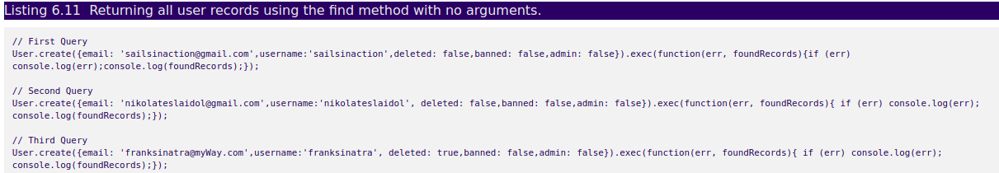 Listing 6.11  Returning all user records using the find method with no arguments.
// First Query
User.create({email: 'sailsinaction@gmail.com',username:'sailsinaction',deleted: false,banned: false,admin: false}).exec(function(err, foundRecords){if (err)
console.log(err);console.log(foundRecords);});
// Second Query
User.create({email: 'nikolateslaidol@gmail.com',username:'nikolateslaidol', deleted: false,banned: false,admin: false}).exec(function(err, foundRecords){ if (err) console.log(err);
console.log(foundRecords);});
// Third Query
User.create({email: 'franksinatra@myWay.com',username:'franksinatra', deleted: true,banned: false,admin: false}).exec(function(err, foundRecords){ if (err) console.log(err);
console.log(foundRecords);});